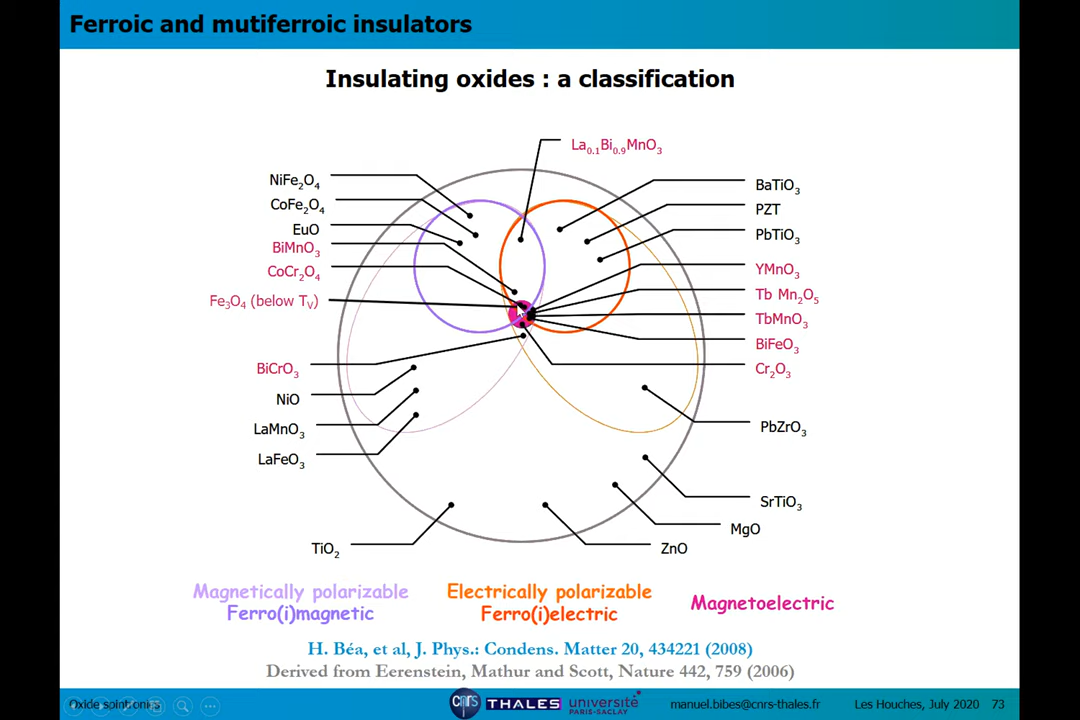 Ferroic and mutiferroic insulators
Insulating oxides : a classification
La0.1Bi0.9MnO3
NiFe2O4
CoFe2O4
EuO
BiMnO3
CoCr2O4
Fe3O4 (below TV)
BiCrO3
NiO
LaMnO3
LaFeO3
TiO2
BaTiO3
PZT
PbTiO3
YMnO3
Tb Mn2O5
TbMnO3
BiFeO3
Cr2O3
PbZrO3
SrTiO3
MgO
ZnO
Magnetically polarizable
Ferro(i)magnetic
Electrically polarizable
Ferro(i)electric
Magnetoelectric
H. Béa, et al, J. Phys.: Condens. Matter 20, 434221 (2008)
Derived from Eerenstein, Mathur and Scott, Nature 442, 759 (2006)
Oxide spintronics
cnrs
THALES
université
PARIS-SACLAY
manuel.bibes@cnrs-thales.fr
Les Houches, July 2020
73